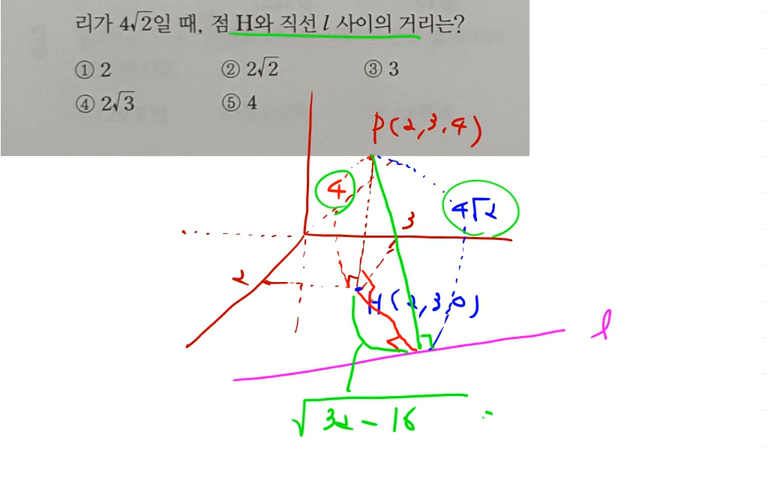 리가 4√2일 때, 점 H와 직선 l 사이의 거리는?
① 2 ② 2√2 ③ 3
④ 2√3 ⑤ 4
P(2,3,4)
4
4√2
3
2
H(2,3,0)
l
√32-16 =